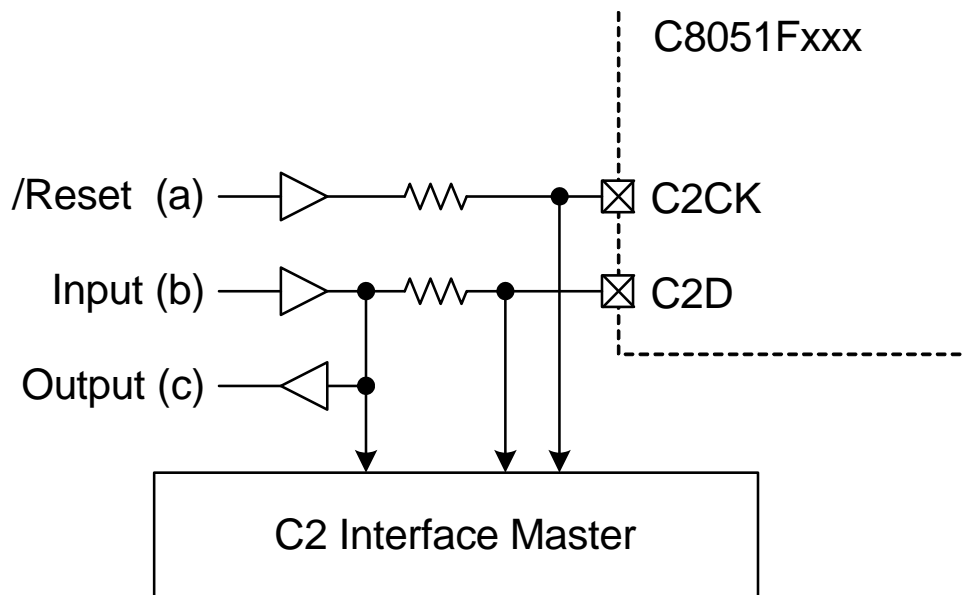 C8051Fxxx
/Reset (a)
C2CK
Input (b)
C2D
Output (c)
C2 Interface Master